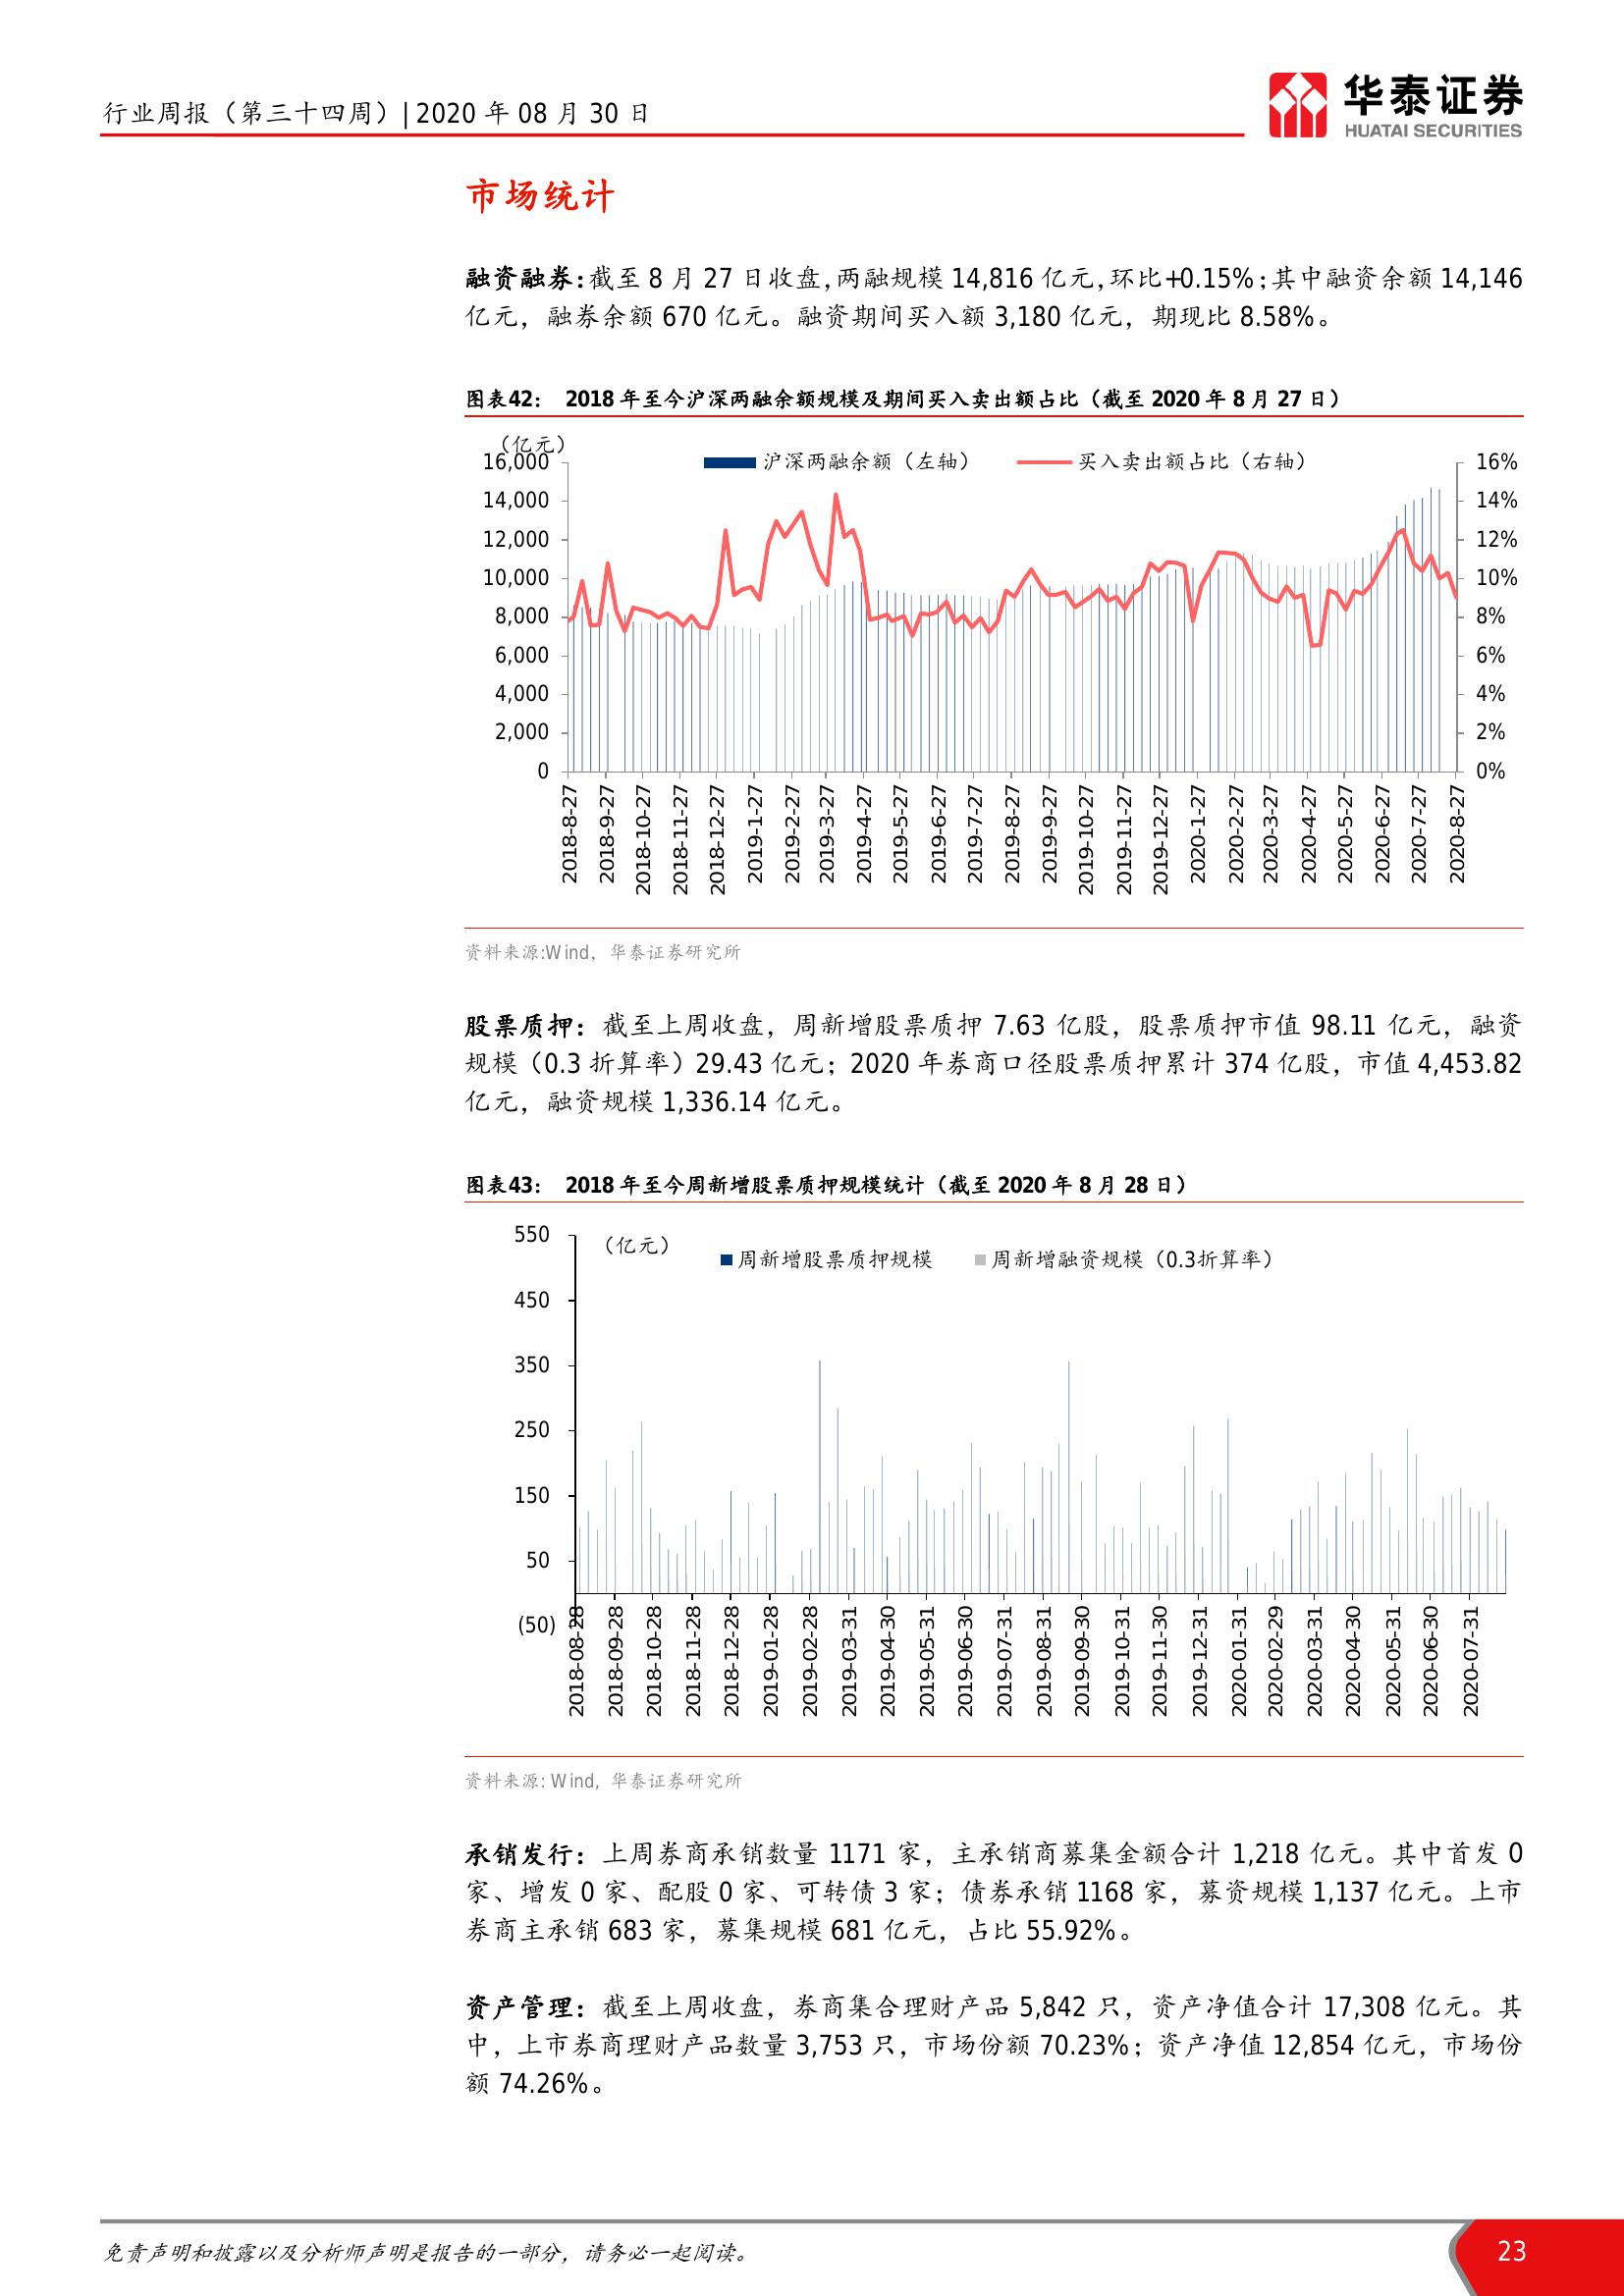 行业周报（第三十四周）| 2020 年 08 月 30 日
华泰证券
HUATAI SECURITIES
市场统计
融资融券：截至 8 月 27 日收盘，两融规模 14,816 亿元，环比+0.15%；其中融资余额 14,146
亿元，融券余额 670 亿元。融资期间买入额 3,180 亿元，期现比 8.58%。
图表42： 2018 年至今沪深两融余额规模及期间买入卖出额占比（截至 2020 年 8 月 27 日）
（亿元）
沪深两融余额（左轴） 买入卖出额占比（右轴）
16,000 16%
14,000 14%
12,000 12%
10,000 10%
8,000 8%
6,000 6%
4,000 4%
2,000 2%
0 0%
2018-8-27 2018-9-27 2018-10-27 2018-11-27 2018-12-27 2019-1-27 2019-2-27 2019-3-27 2019-4-27 2019-5-27 2019-6-27 2019-7-27 2019-8-27 2019-9-27 2019-10-27 2019-11-27 2019-12-27 2020-1-27 2020-2-27 2020-3-27 2020-4-27 2020-5-27 2020-6-27 2020-7-27 2020-8-27
资料来源:Wind，华泰证券研究所
股票质押：截至上周收盘，周新增股票质押 7.63 亿股，股票质押市值 98.11 亿元，融资
规模（0.3 折算率）29.43 亿元；2020 年券商口径股票质押累计 374 亿股，市值 4,453.82
亿元，融资规模 1,336.14 亿元。
图表43： 2018 年至今周新增股票质押规模统计（截至 2020 年 8 月 28 日）
（亿元）
周新增股票质押规模 周新增融资规模（0.3折算率）
550
450
350
250
150
50
(50)
2018-08-28 2018-09-28 2018-10-28 2018-11-28 2018-12-28 2019-01-28 2019-02-28 2019-03-31 2019-04-30 2019-05-31 2019-06-30 2019-07-31 2019-08-31 2019-09-30 2019-10-31 2019-11-30 2019-12-31 2020-01-31 2020-02-29 2020-03-31 2020-04-30 2020-05-31 2020-06-30 2020-07-31
资料来源: Wind, 华泰证券研究所
承销发行：上周券商承销数量 1171 家，主承销商募集金额合计 1,218 亿元。其中首发 0
家、增发 0 家、配股 0 家、可转债 3 家；债券承销 1168 家，募资规模 1,137 亿元。上市
券商主承销 683 家，募集规模 681 亿元，占比 55.92%。
资产管理：截至上周收盘，券商集合理财产品 5,842 只，资产净值合计 17,308 亿元。其
中，上市券商理财产品数量 3,753 只，市场份额 70.23%；资产净值 12,854 亿元，市场份
额 74.26%。
免责声明和披露以及分析师声明是报告的一部分，请务必一起阅读。
23